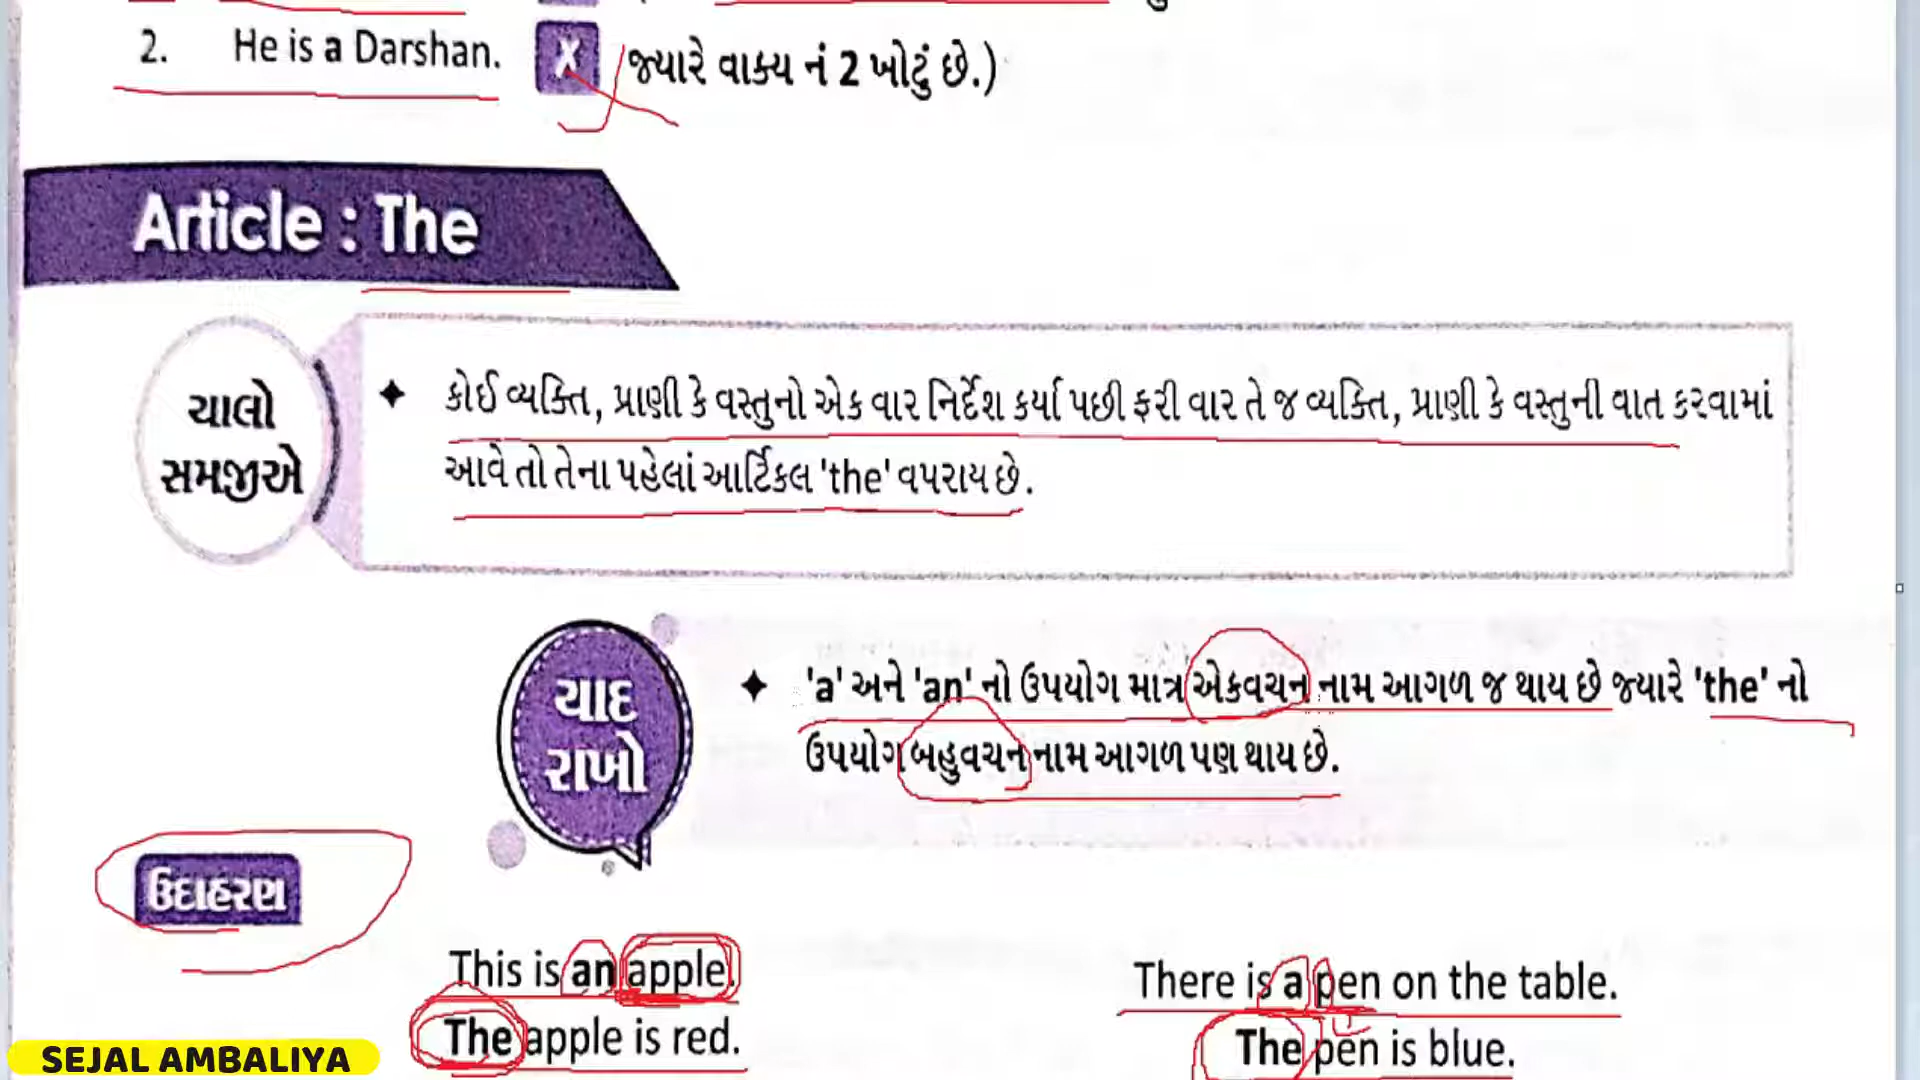 2. He is a Darshan. X જ્યારે વાક્ય નં 2 ખોટું છે.)
Article : The
ચાલો
સમજીએ
✦ કોઈ વ્યક્તિ, પ્રાણી કે વસ્તુનો એક વાર નિર્દેશ કર્યા પછી ફરી વાર તે જ વ્યક્તિ, પ્રાણી કે વસ્તુની વાત કરવામાં
આવે તો તેના પહેલાં આર્ટિકલ 'the' વપરાય છે.
યાદ
રાખો
✦ 'a' અને 'an' નો ઉપયોગ માત્ર એકવચન નામ આગળ જ થાય છે જ્યારે 'the' નો
ઉપયોગ બહુવચન નામ આગળ પણ થાય છે.
ઉદાહરણ
This is an apple.
The apple is red.
There is a pen on the table.
The pen is blue.
SEJAL AMBALIYA